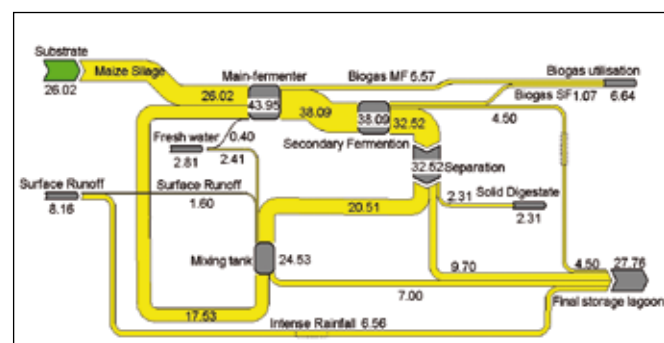 Substrate
Maize Silage
26.02
Main-fermenter
26.02
43.95
Biogas MF 5.57
Biogas utilisation
Biogas SF 1.07
6.64
38.09
38.09
32.52
4.50
Secondary Fermention
Fresh water
0.40
2.81
2.41
32.52
Separation
Surface Runoff
Surface Runoff
8.16
1.60
2.31
Solid Digestate
2.31
20.51
Mixing tank
24.53
9.70
4.50
27.76
7.00
Final storage lagoon
17.53
Intense Rainfall 6.56